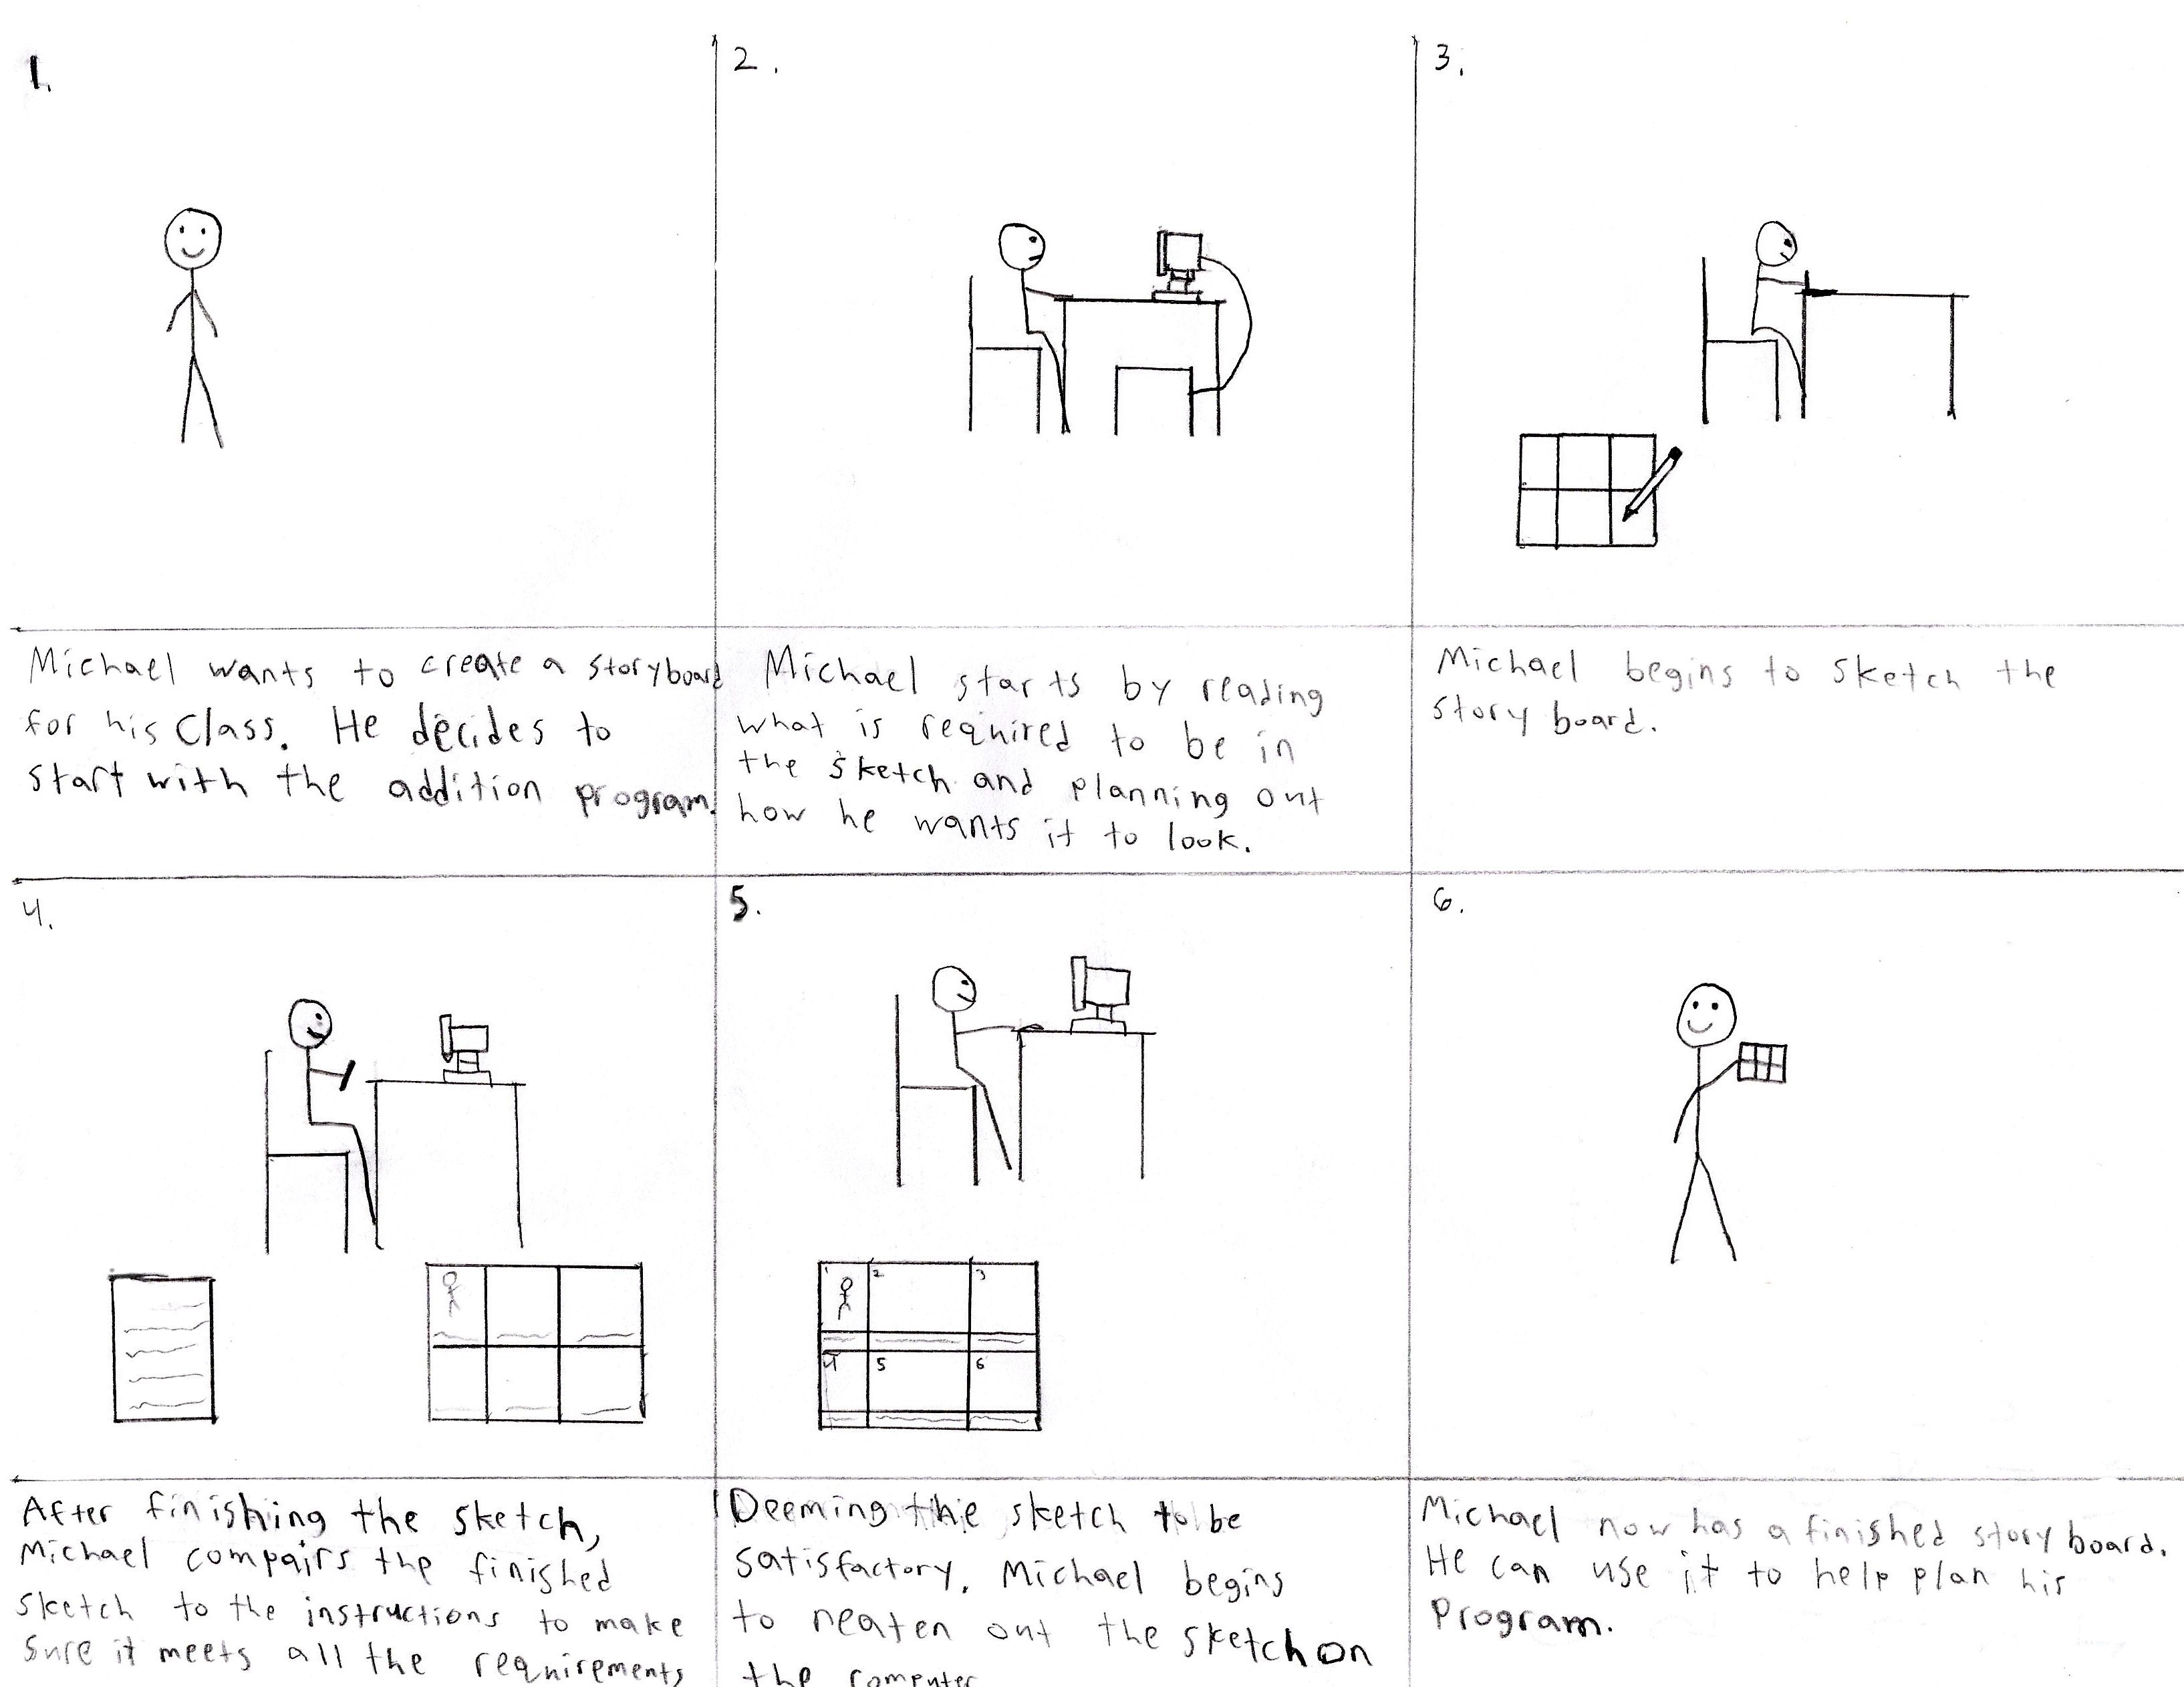 1.
Michael wants to create a storyboard
for his Class. He decides to
start with the addition program.
2.
Michael starts by reading
what is required to be in
the sketch and planning out
how he wants it to look.
3.
Michael begins to sketch the
story board.
4.
After finishing the sketch,
Michael compairs the finished
sketch to the instructions to make
sure it meets all the requirements
5.
1 2 3
4 5 6
Deeming the sketch to be
satisfactory, Michael begins
to neaten out the sketch on
the computer
6.
Michael now has a finished story board.
He can use it to help plan his
Program.